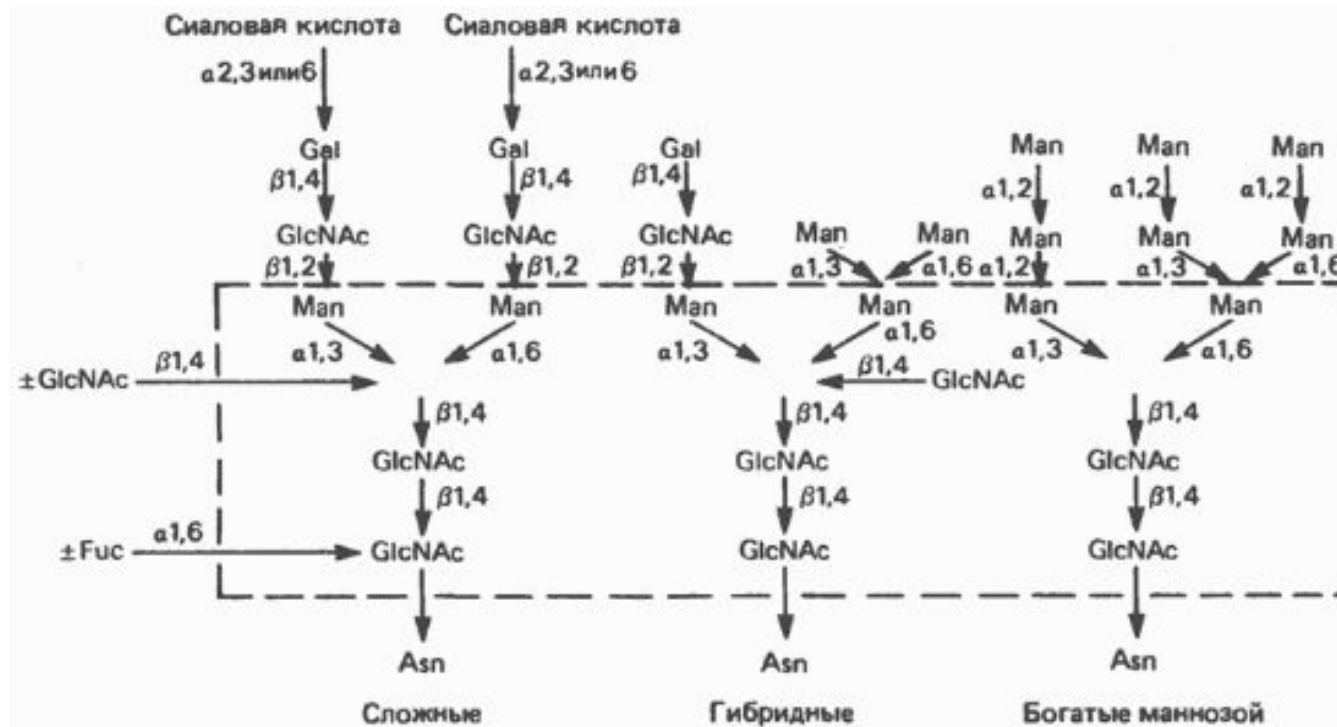 Сиаловая кислота Сиаловая кислота
α2,3или6 α2,3или6
Gal Gal Gal Man Man Man
β1,4 β1,4 β1,4 α1,2 α1,2 α1,2
GlcNAc GlcNAc GlcNAc Man Man Man Man Man
β1,2 β1,2 β1,2 α1,3 α1,6 α1,2 α1,3 α1,6
Man Man Man Man Man Man
α1,3 α1,6 α1,3 α1,6 α1,3 α1,6
±GlcNAc β1,4 β1,4 GlcNAc
β1,4 β1,4 β1,4
GlcNAc GlcNAc GlcNAc
β1,4 β1,4 β1,4
±Fuc α1,6 GlcNAc GlcNAc GlcNAc
Asn Asn Asn
Сложные Гибридные Богатые маннозой